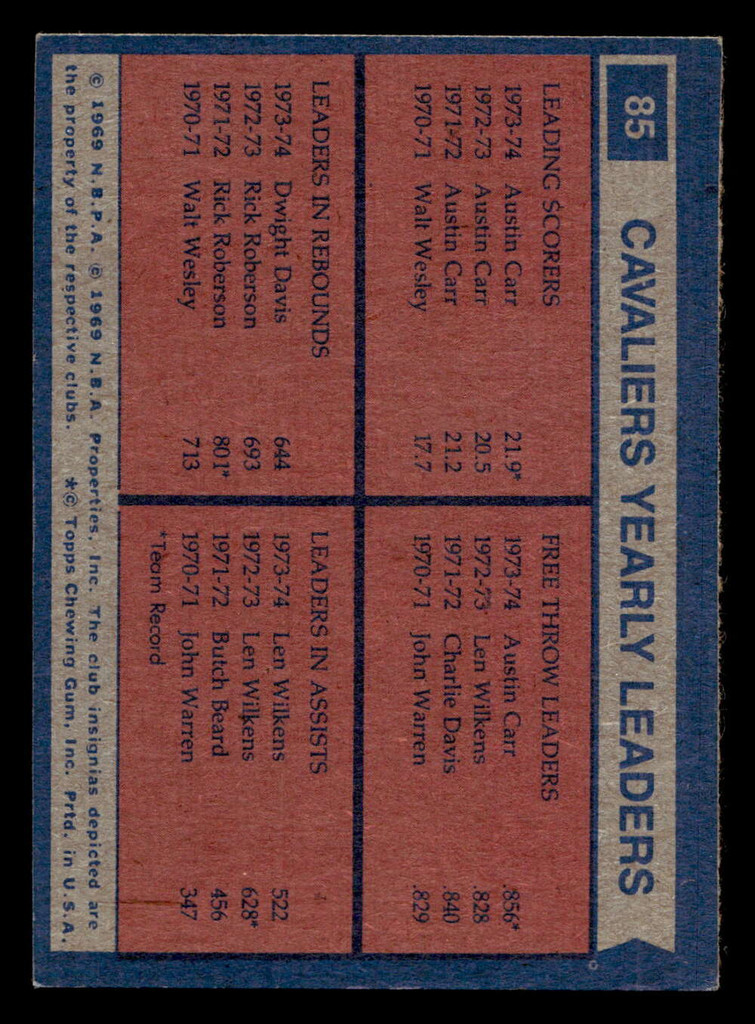 85 CAVALIERS YEARLY LEADERS
LEADING SCORERS
1973-74 Austin Carr 21.9*
1972-73 Austin Carr 20.5
1971-72 Austin Carr 21.2
1970-71 Walt Wesley 17.7
FREE THROW LEADERS
1973-74 Austin Carr .856*
1972-73 Len Wilkens .828
1971-72 Charlie Davis .840
1970-71 John Warren .829
LEADERS IN REBOUNDS
1973-74 Dwight Davis 644
1972-73 Rick Roberson 693
1971-72 Rick Roberson 801*
1970-71 Walt Wesley 713
LEADERS IN ASSISTS
1973-74 Len Wilkens 522
1972-73 Len Wilkens 628*
1971-72 Butch Beard 456
1970-71 John Warren 347
*Team Record
© 1969 N.B.P.A. © 1969 N.B.A. Properties, Inc. The club insignias depicted are
the property of the respective clubs. *© Topps Chewing Gum, Inc. Prtd. in U.S.A.